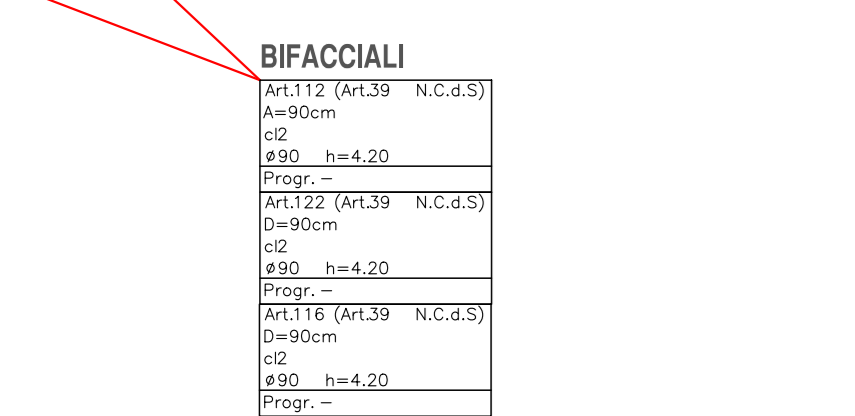 BIFACCIALI
Art.112 (Art.39 N.C.d.S)
A=90cm
cl2
ø90 h=4.20
Progr. –
Art.122 (Art.39 N.C.d.S)
D=90cm
cl2
ø90 h=4.20
Progr. –
Art.116 (Art.39 N.C.d.S)
D=90cm
cl2
ø90 h=4.20
Progr. –